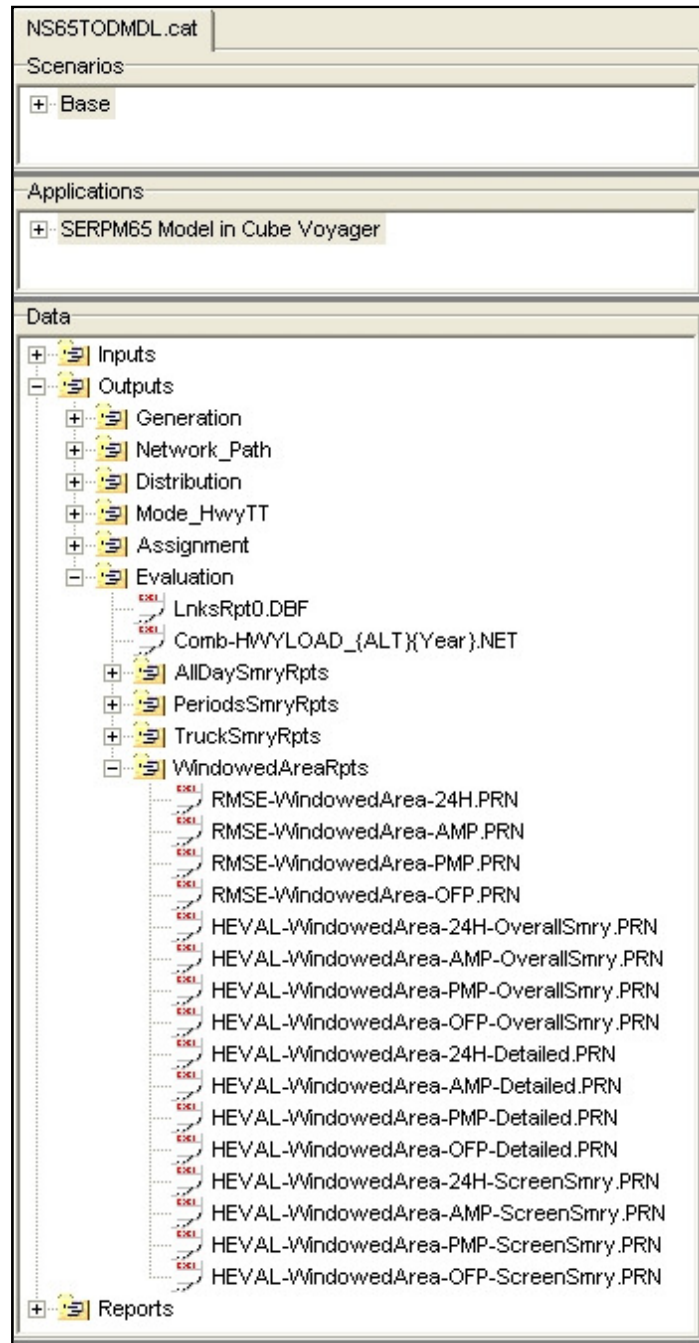 NS65TODMDL.cat
Scenarios
Base
Applications
SERPM65 Model in Cube Voyager
Data
Inputs
Outputs
Generation
Network_Path
Distribution
Mode_HwyTT
Assignment
Evaluation
LnksRpt0.DBF
Comb-HWYLOAD_{ALT}{Year}.NET
AllDaySmryRpts
PeriodsSmryRpts
TruckSmryRpts
WindowedAreaRpts
RMSE-WindowedArea-24H.PRN
RMSE-WindowedArea-AMP.PRN
RMSE-WindowedArea-PMP.PRN
RMSE-WindowedArea-OFP.PRN
HEVAL-WindowedArea-24H-OverallSmry.PRN
HEVAL-WindowedArea-AMP-OverallSmry.PRN
HEVAL-WindowedArea-PMP-OverallSmry.PRN
HEVAL-WindowedArea-OFP-OverallSmry.PRN
HEVAL-WindowedArea-24H-Detailed.PRN
HEVAL-WindowedArea-AMP-Detailed.PRN
HEVAL-WindowedArea-PMP-Detailed.PRN
HEVAL-WindowedArea-OFP-Detailed.PRN
HEVAL-WindowedArea-24H-ScreenSmry.PRN
HEVAL-WindowedArea-AMP-ScreenSmry.PRN
HEVAL-WindowedArea-PMP-ScreenSmry.PRN
HEVAL-WindowedArea-OFP-ScreenSmry.PRN
Reports